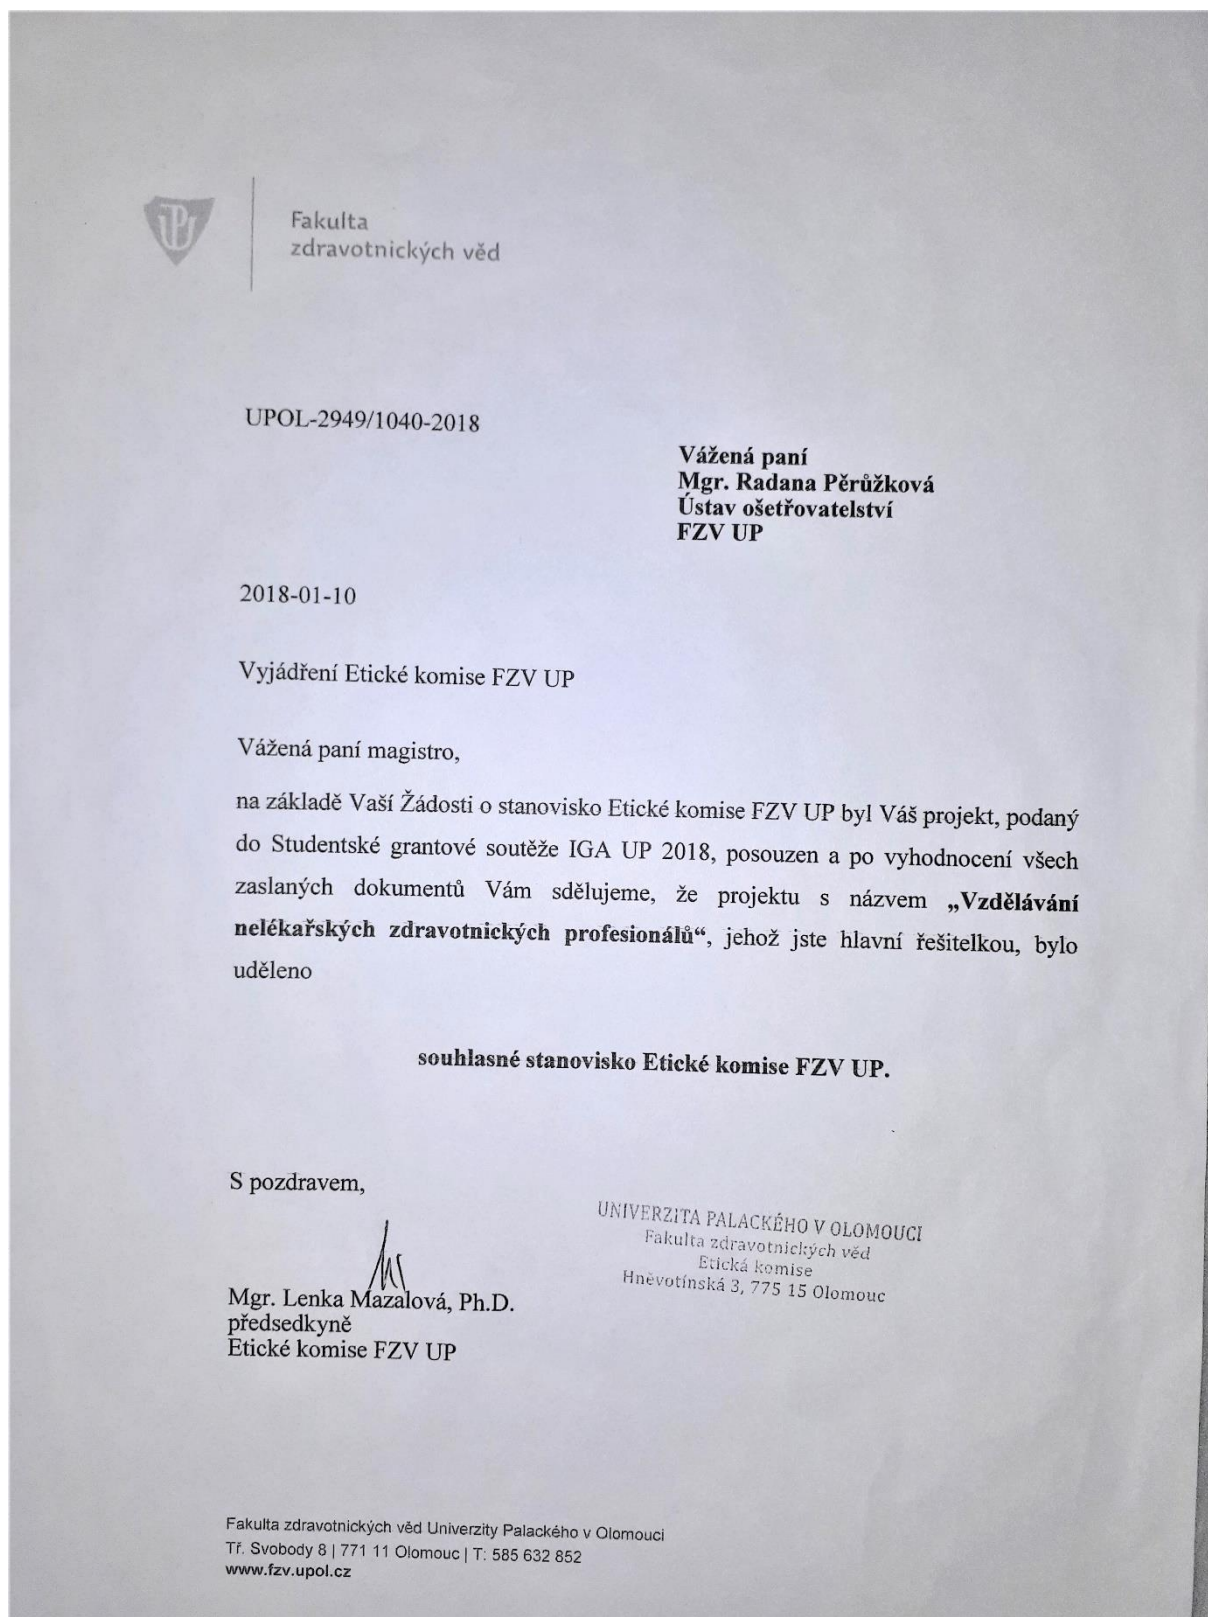 UP
Fakulta
zdravotnických věd
UPOL-2949/1040-2018
Vážená paní
Mgr. Radana Pěrůžková
Ústav ošetřovatelství
FZV UP
2018-01-10
Vyjádření Etické komise FZV UP
Vážená paní magistro,
na základě Vaší Žádosti o stanovisko Etické komise FZV UP byl Váš projekt, podaný
do Studentské grantové soutěže IGA UP 2018, posouzen a po vyhodnocení všech
zaslaných dokumentů Vám sdělujeme, že projektu s názvem „Vzdělávání
nelékařských zdravotnických profesionálů“, jehož jste hlavní řešitelkou, bylo
uděleno
souhlasné stanovisko Etické komise FZV UP.
S pozdravem,
UNIVERZITA PALACKÉHO V OLOMOUCI
Fakulta zdravotnických věd
Etická komise
Hněvotínská 3, 775 15 Olomouc
Mgr. Lenka Mazalová, Ph.D.
předsedkyně
Etické komise FZV UP
Fakulta zdravotnických věd Univerzity Palackého v Olomouci
Tř. Svobody 8 | 771 11 Olomouc | T: 585 632 852
www.fzv.upol.cz